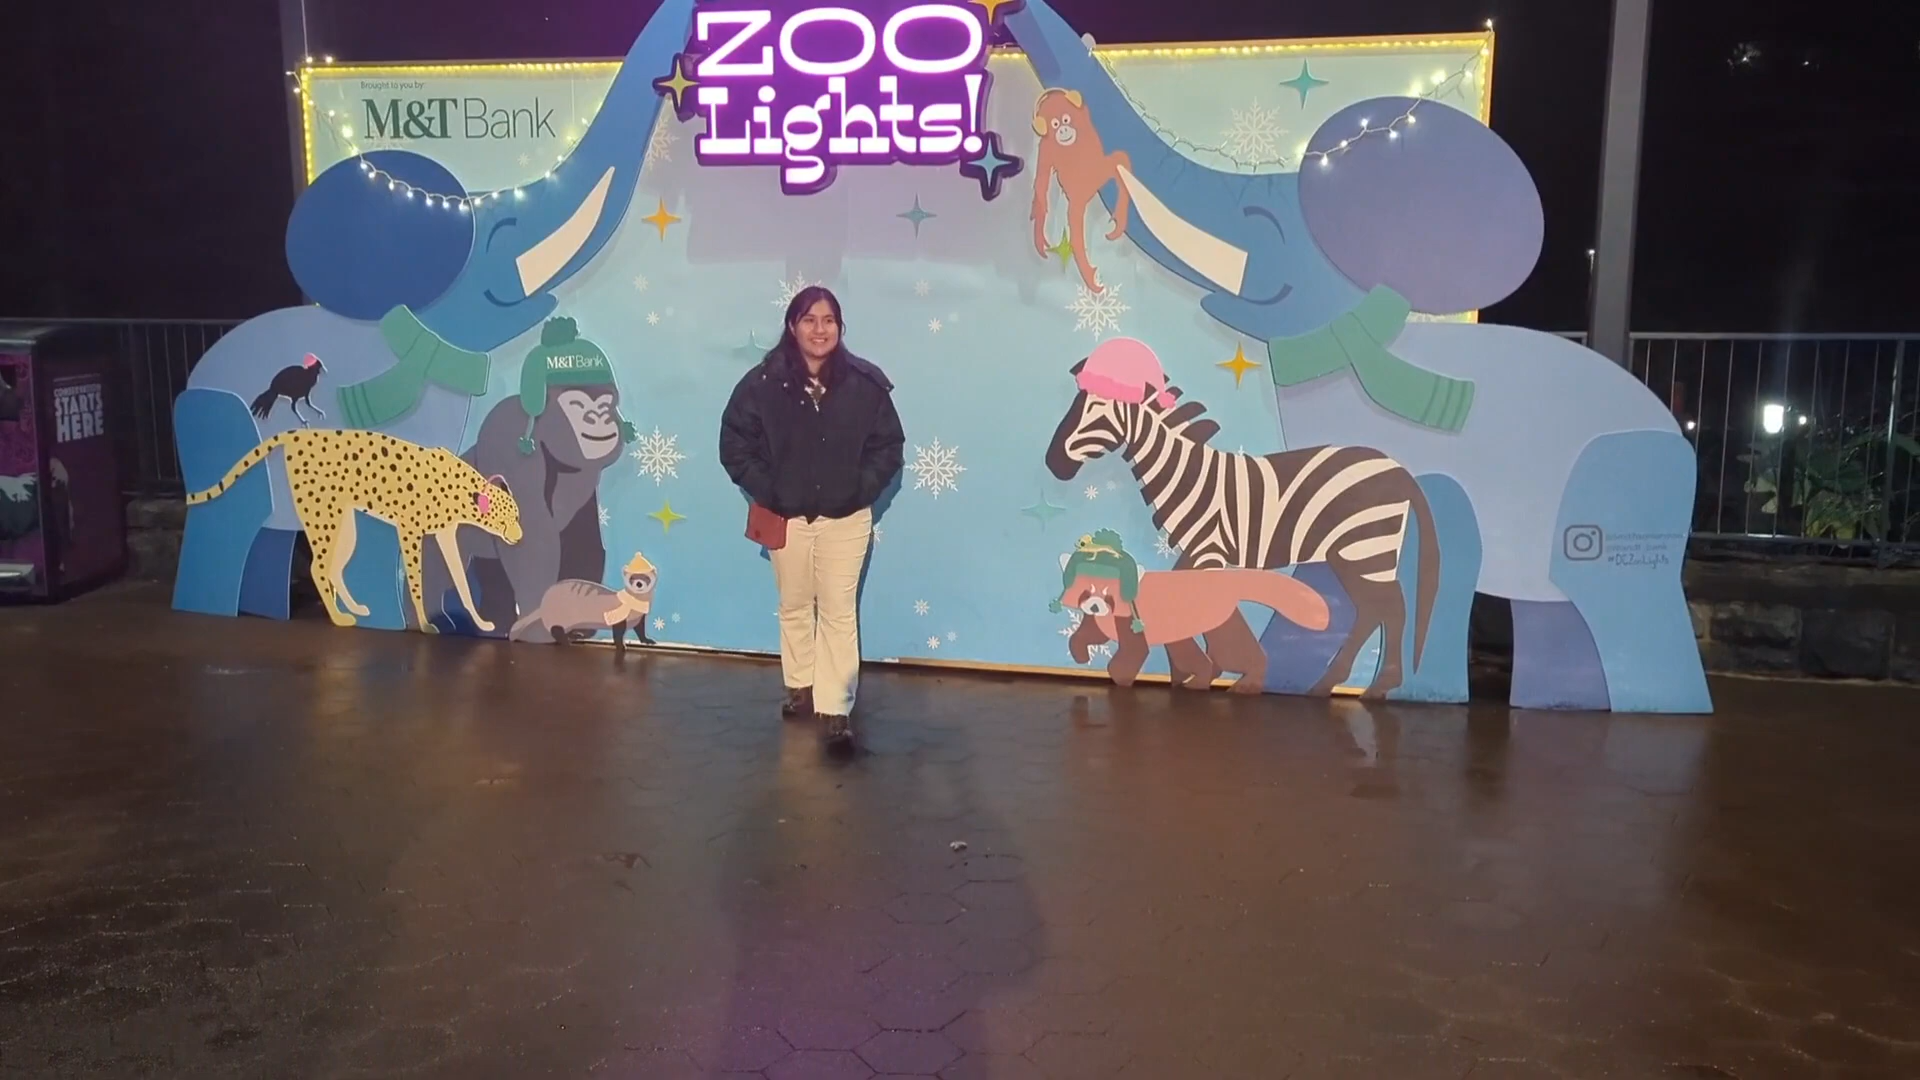 ZOO
Lights!
Brought to you by:
M&T Bank
M&T Bank
CONSERVATION
STARTS
HERE
#DCZooLights